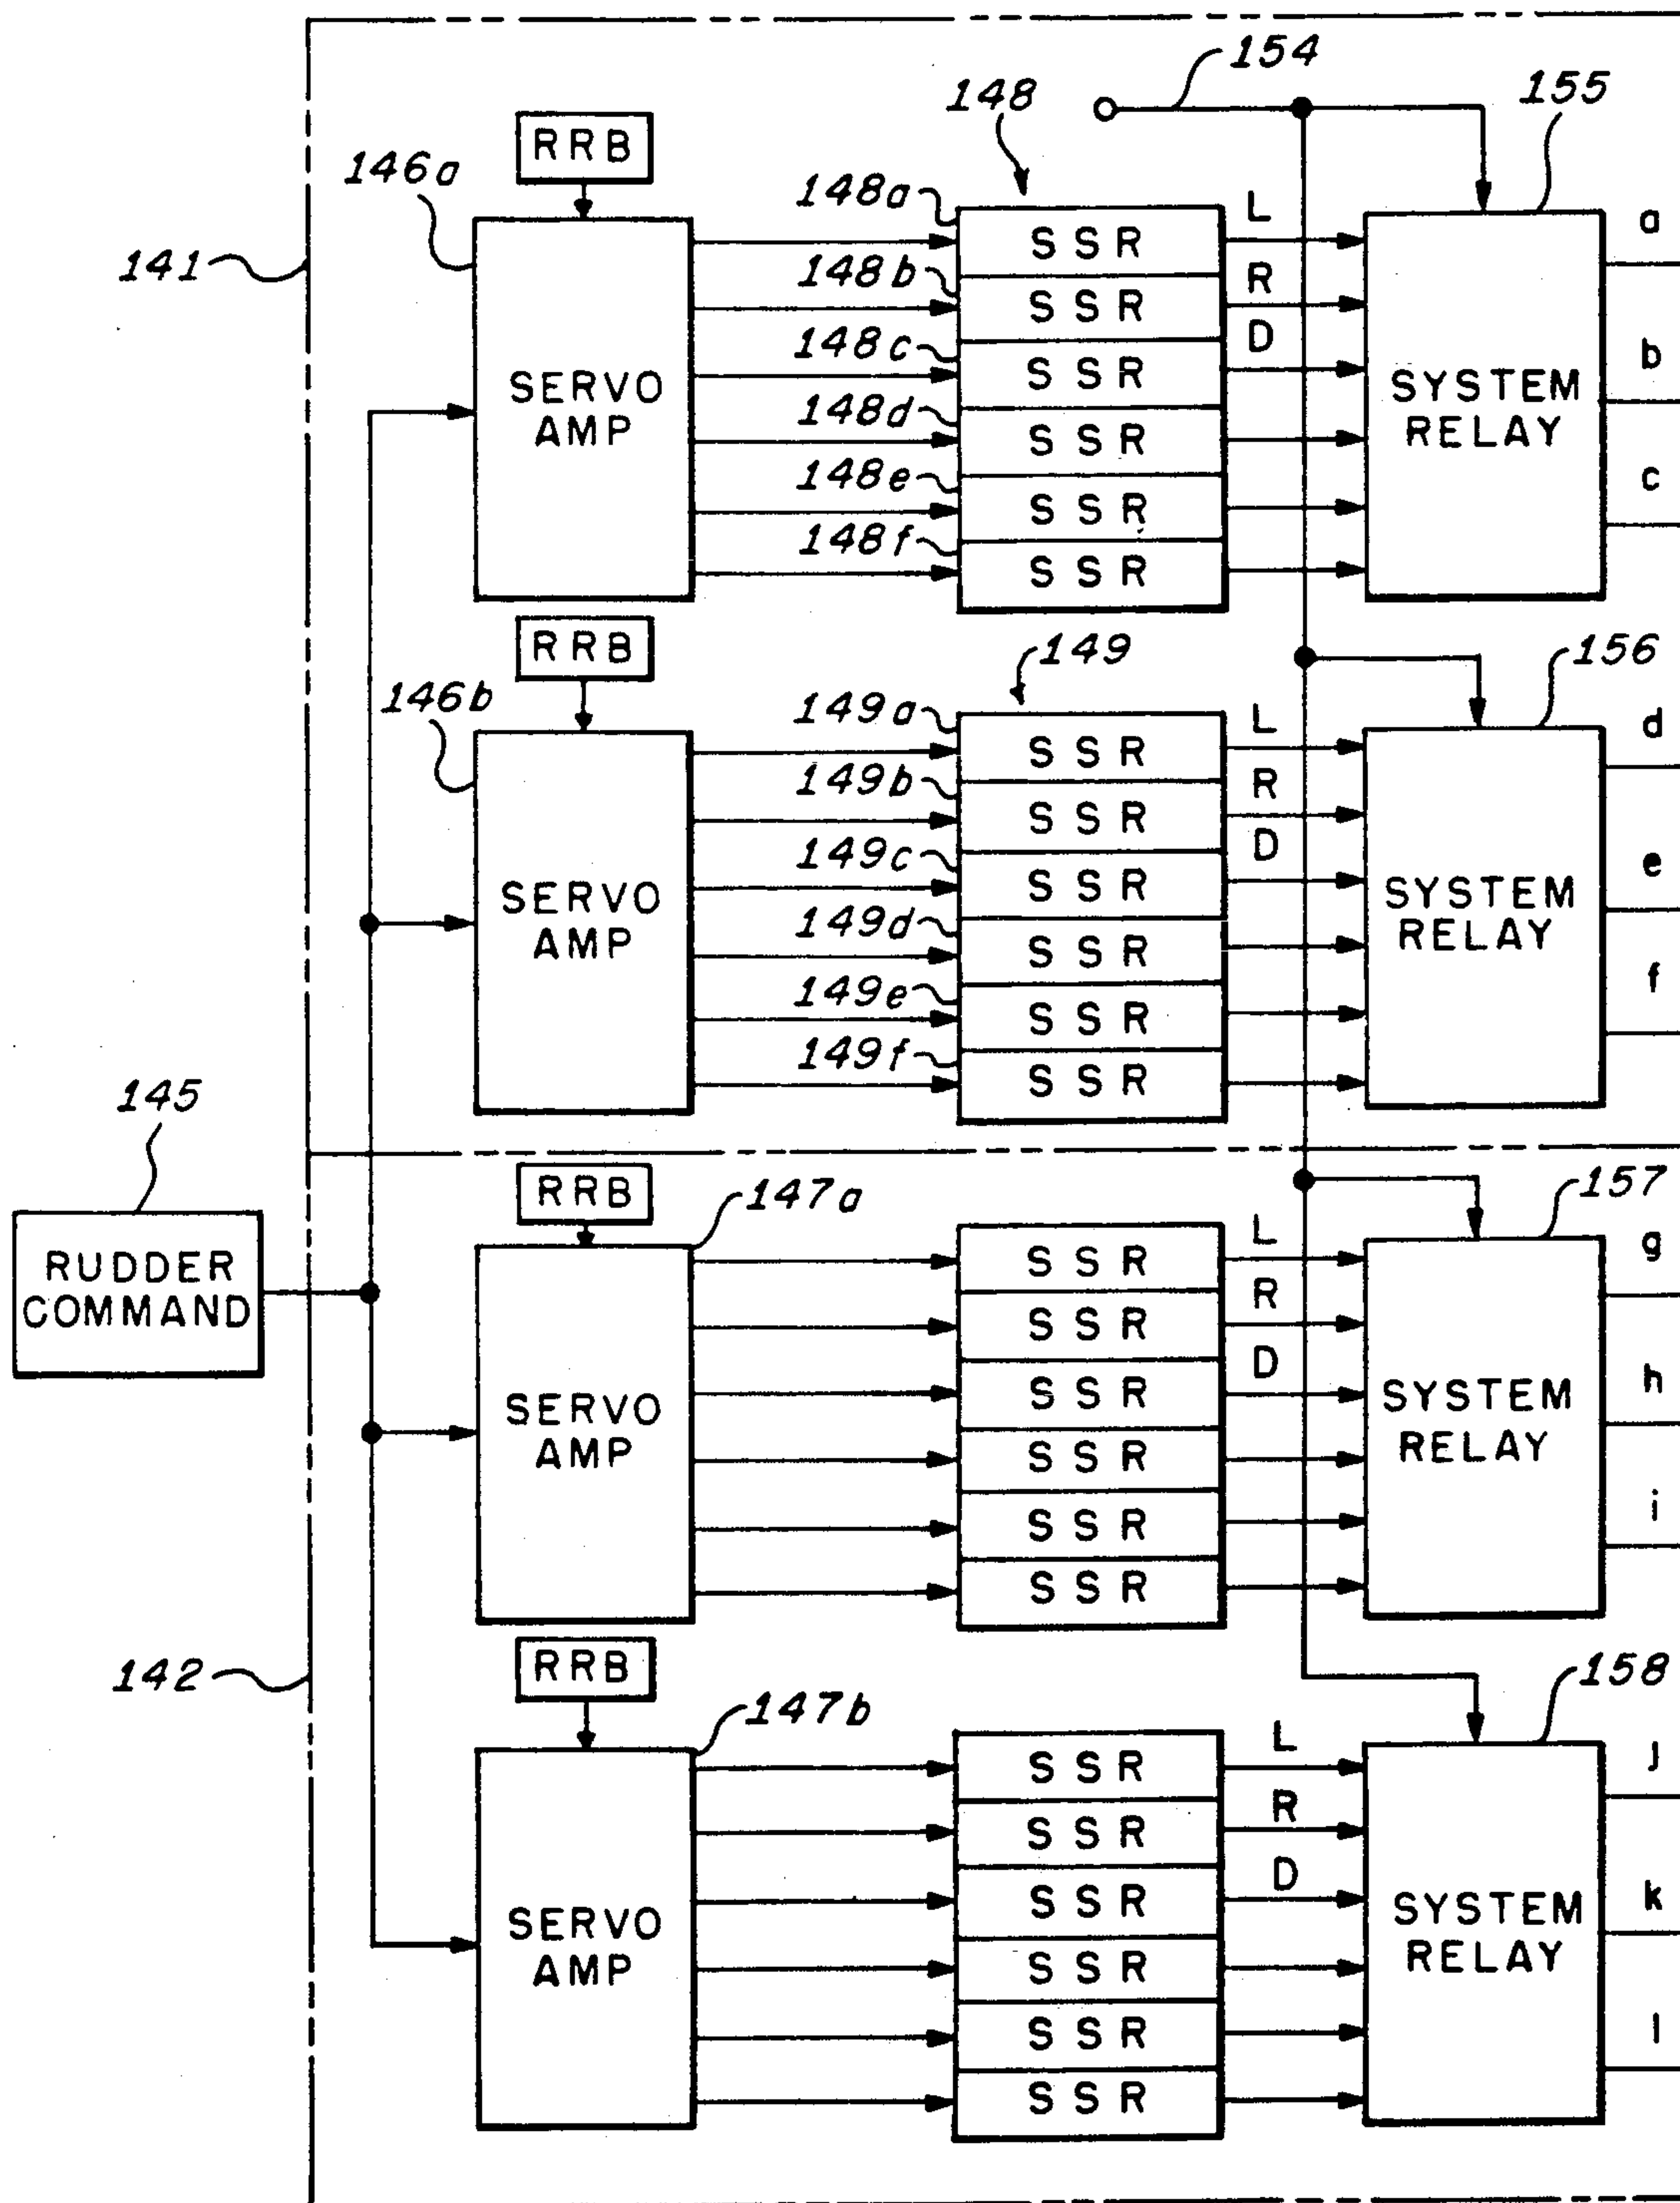 154
148
155
RRB
146a
148a
L
a
SSR
141
148b
R
SSR
D
148c
b
SERVO
AMP
SSR
SYSTEM
RELAY
148d
SSR
148e
c
SSR
148f
SSR
RRB
149
156
146b
149a
L
d
SSR
149b
R
SSR
D
149c
e
SERVO
AMP
SSR
SYSTEM
RELAY
149d
SSR
149e
f
SSR
149f
SSR
145
RUDDER
COMMAND
RRB
147a
157
L
g
SSR
R
SSR
D
h
SERVO
AMP
SSR
SYSTEM
RELAY
SSR
i
SSR
SSR
142
RRB
158
147b
L
j
SSR
R
SSR
D
k
SERVO
AMP
SSR
SYSTEM
RELAY
SSR
l
SSR
SSR